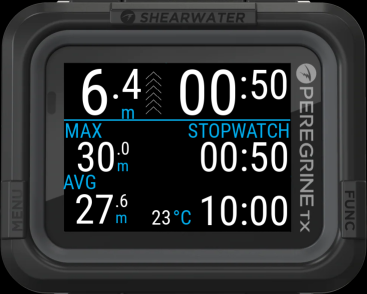 SHEARWATER
6.4 m 00:50
MAX STOPWATCH
30.0 m 00:50
AVG
27.6 m 23°C 10:00
PEREGRINE TX
MENU
FUNC